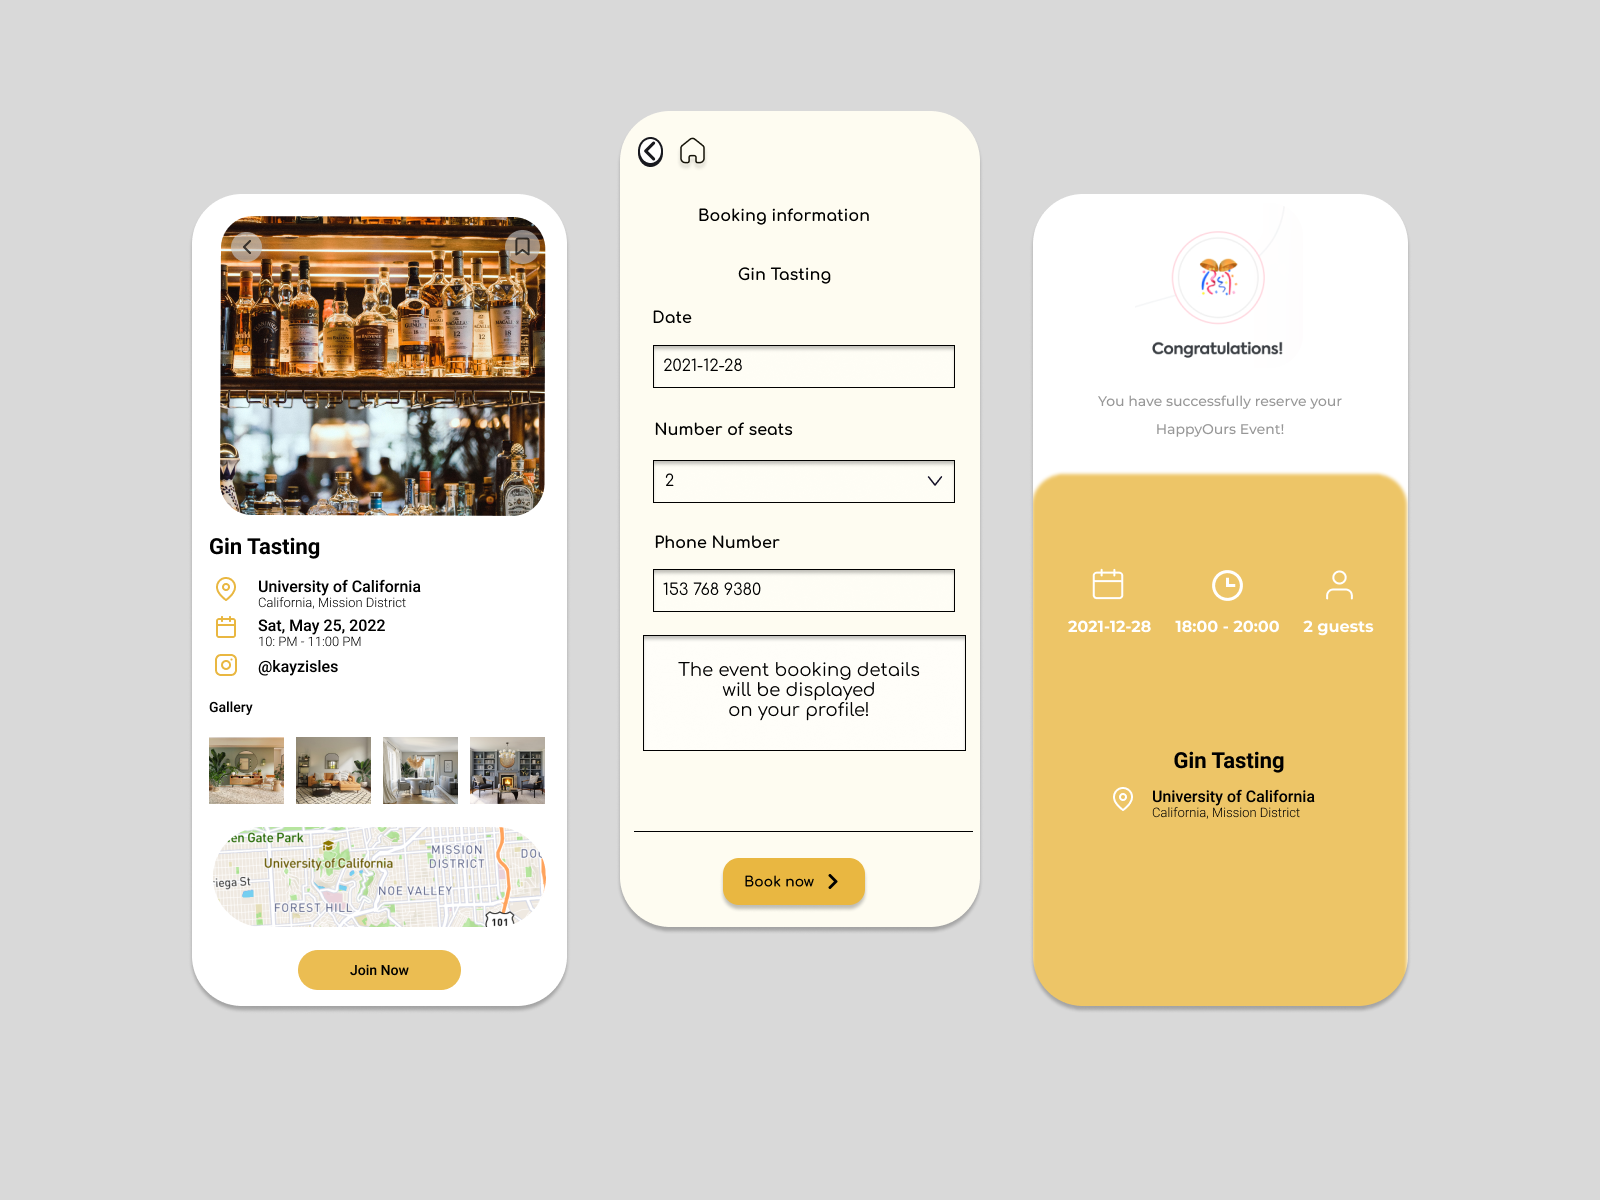 Gin Tasting
University of California
California, Mission District
Sat, May 25, 2022
10: PM - 11:00 PM
@kayzisles
Gallery
en Gate Park
University of California
MISSION
DISTRICT
DO
riega St
NOE VALLEY
FOREST HILL
101
Join Now
Booking information
Gin Tasting
Date
2021-12-28
Number of seats
2
Phone Number
153 768 9380
The event booking details
will be displayed
on your profile!
Book now
Congratulations!
You have successfully reserve your
HappyOurs Event!
2021-12-28 18:00 - 20:00 2 guests
Gin Tasting
University of California
California, Mission District